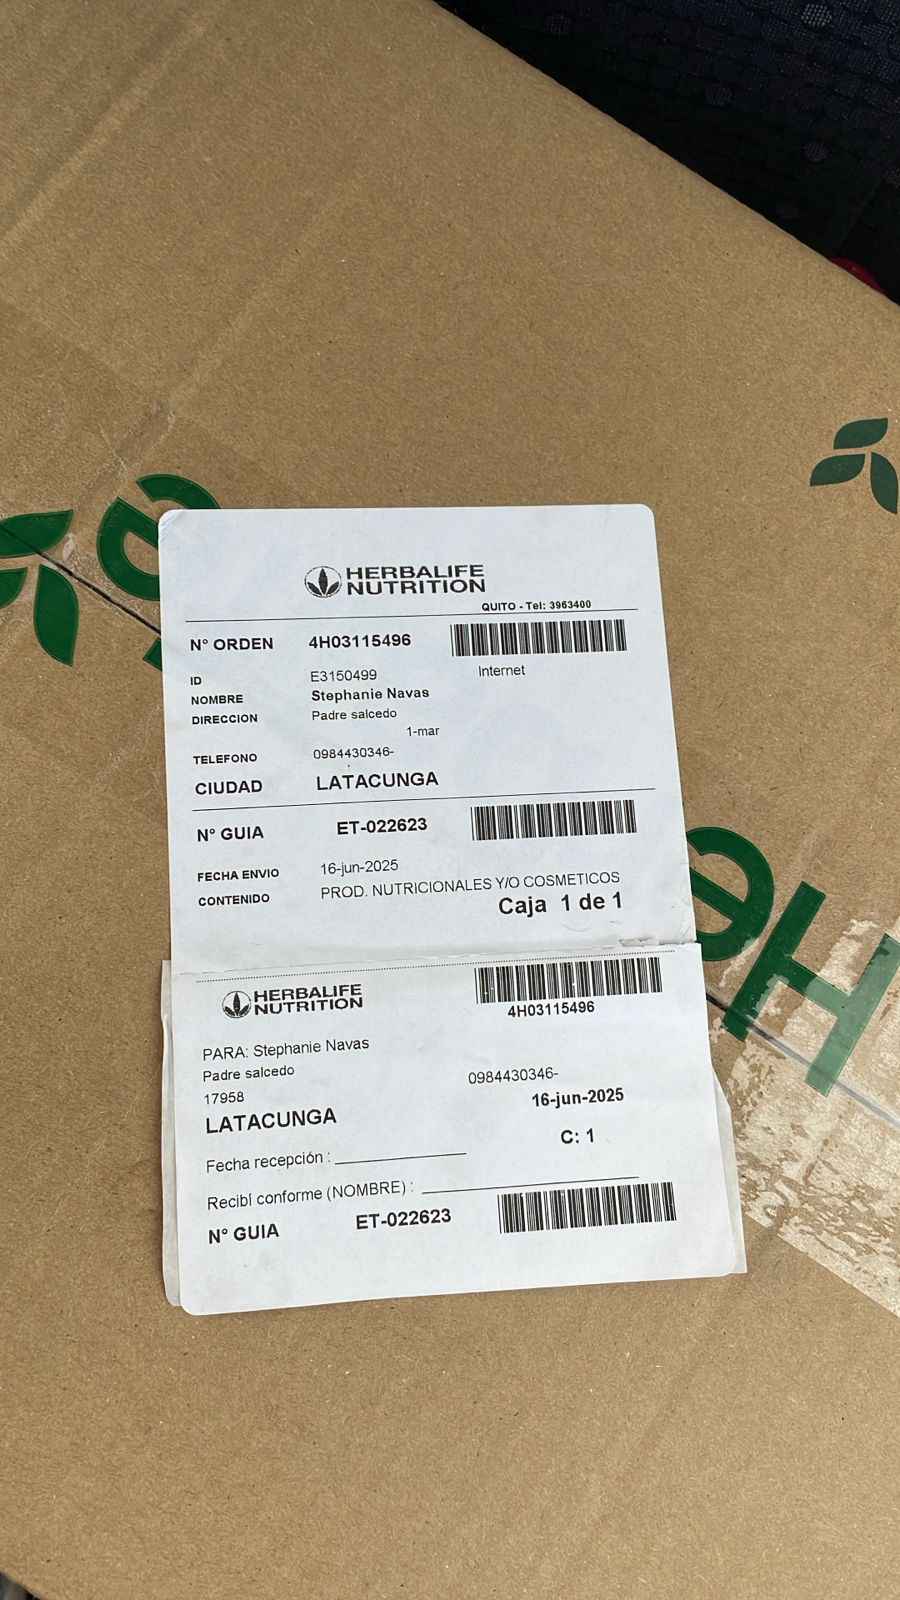 HERBALIFE
NUTRITION
QUITO - Tel: 3963400
N° ORDEN 4H03115496
ID E3150499 Internet
NOMBRE Stephanie Navas
DIRECCION Padre salcedo
1-mar
TELEFONO 0984430346-
CIUDAD LATACUNGA
N° GUIA ET-022623
FECHA ENVIO 16-jun-2025
CONTENIDO PROD. NUTRICIONALES Y/O COSMETICOS
Caja 1 de 1
HERBALIFE
NUTRITION
4H03115496
PARA: Stephanie Navas
Padre salcedo 0984430346-
17958 16-jun-2025
LATACUNGA
C: 1
Fecha recepción :
Recibí conforme (NOMBRE) :
N° GUIA ET-022623
He